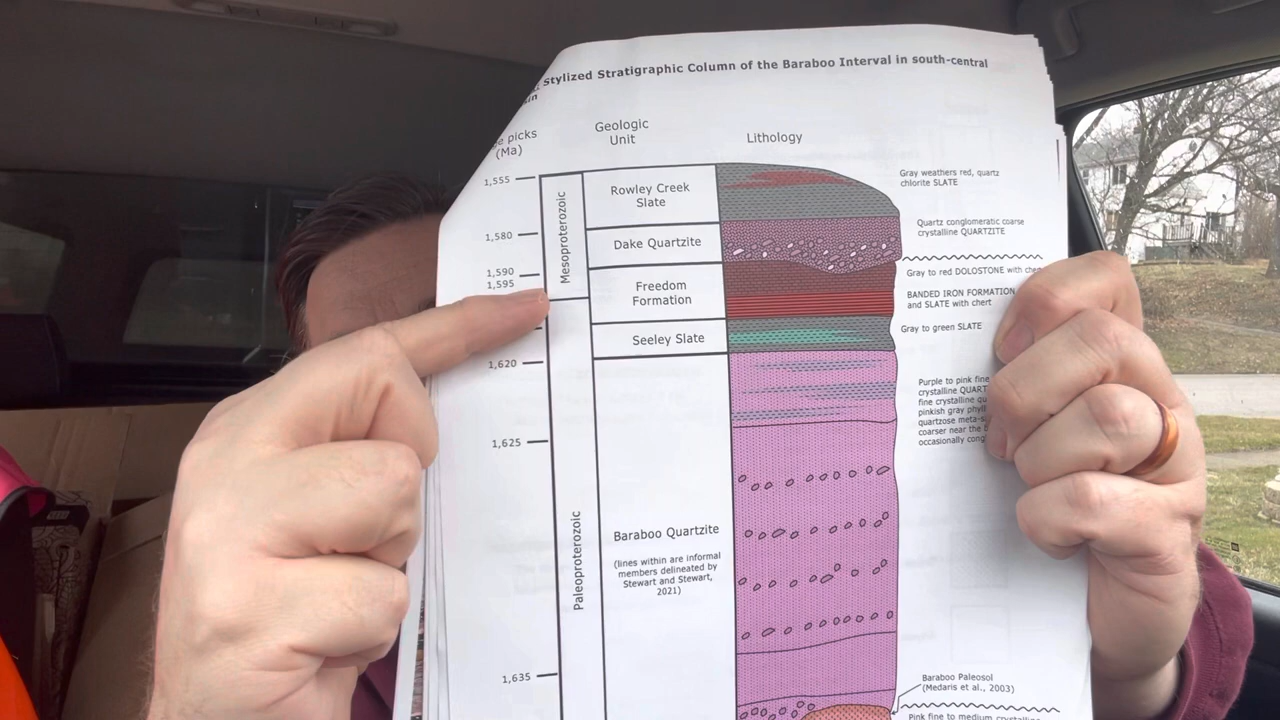 Stylized Stratigraphic Column of the Baraboo Interval in south-central
picks
(Ma)
Geologic
Unit
Lithology
1,555
1,580
1,590
1,595
1,620
1,625
1,635
Mesoproterozoic
Paleoproterozoic
Rowley Creek
Slate
Dake Quartzite
Freedom
Formation
Seeley Slate
Baraboo Quartzite
(lines within are informal
members delineated by
Stewart and Stewart,
2021)
Gray weathers red, quartz
chlorite SLATE
Quartz conglomeratic coarse
crystalline QUARTZITE
Gray to red DOLOSTONE with
BANDED IRON FORMATION
and SLATE with chert
Gray to green SLATE
Purple to pink fine
crystalline
fine crystalline
pinkish gray
quartzose
coarser near the
occasionally
Baraboo Paleosol
(Medaris et al., 2003)
Pink fine to medium